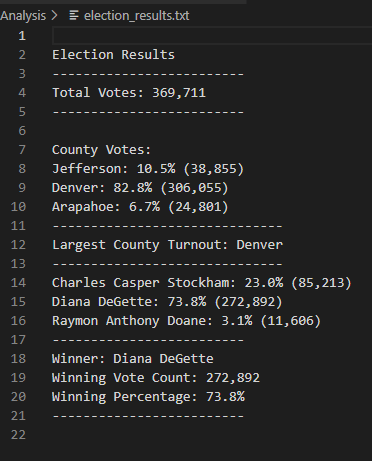 Analysis > election_results.txt
1
2 Election Results
3 -------------------------
4 Total Votes: 369,711
5 -------------------------
6
7 County Votes:
8 Jefferson: 10.5% (38,855)
9 Denver: 82.8% (306,055)
10 Arapahoe: 6.7% (24,801)
11 ------------------------------
12 Largest County Turnout: Denver
13 ------------------------------
14 Charles Casper Stockham: 23.0% (85,213)
15 Diana DeGette: 73.8% (272,892)
16 Raymon Anthony Doane: 3.1% (11,606)
17 -------------------------
18 Winner: Diana DeGette
19 Winning Vote Count: 272,892
20 Winning Percentage: 73.8%
21 -------------------------
22